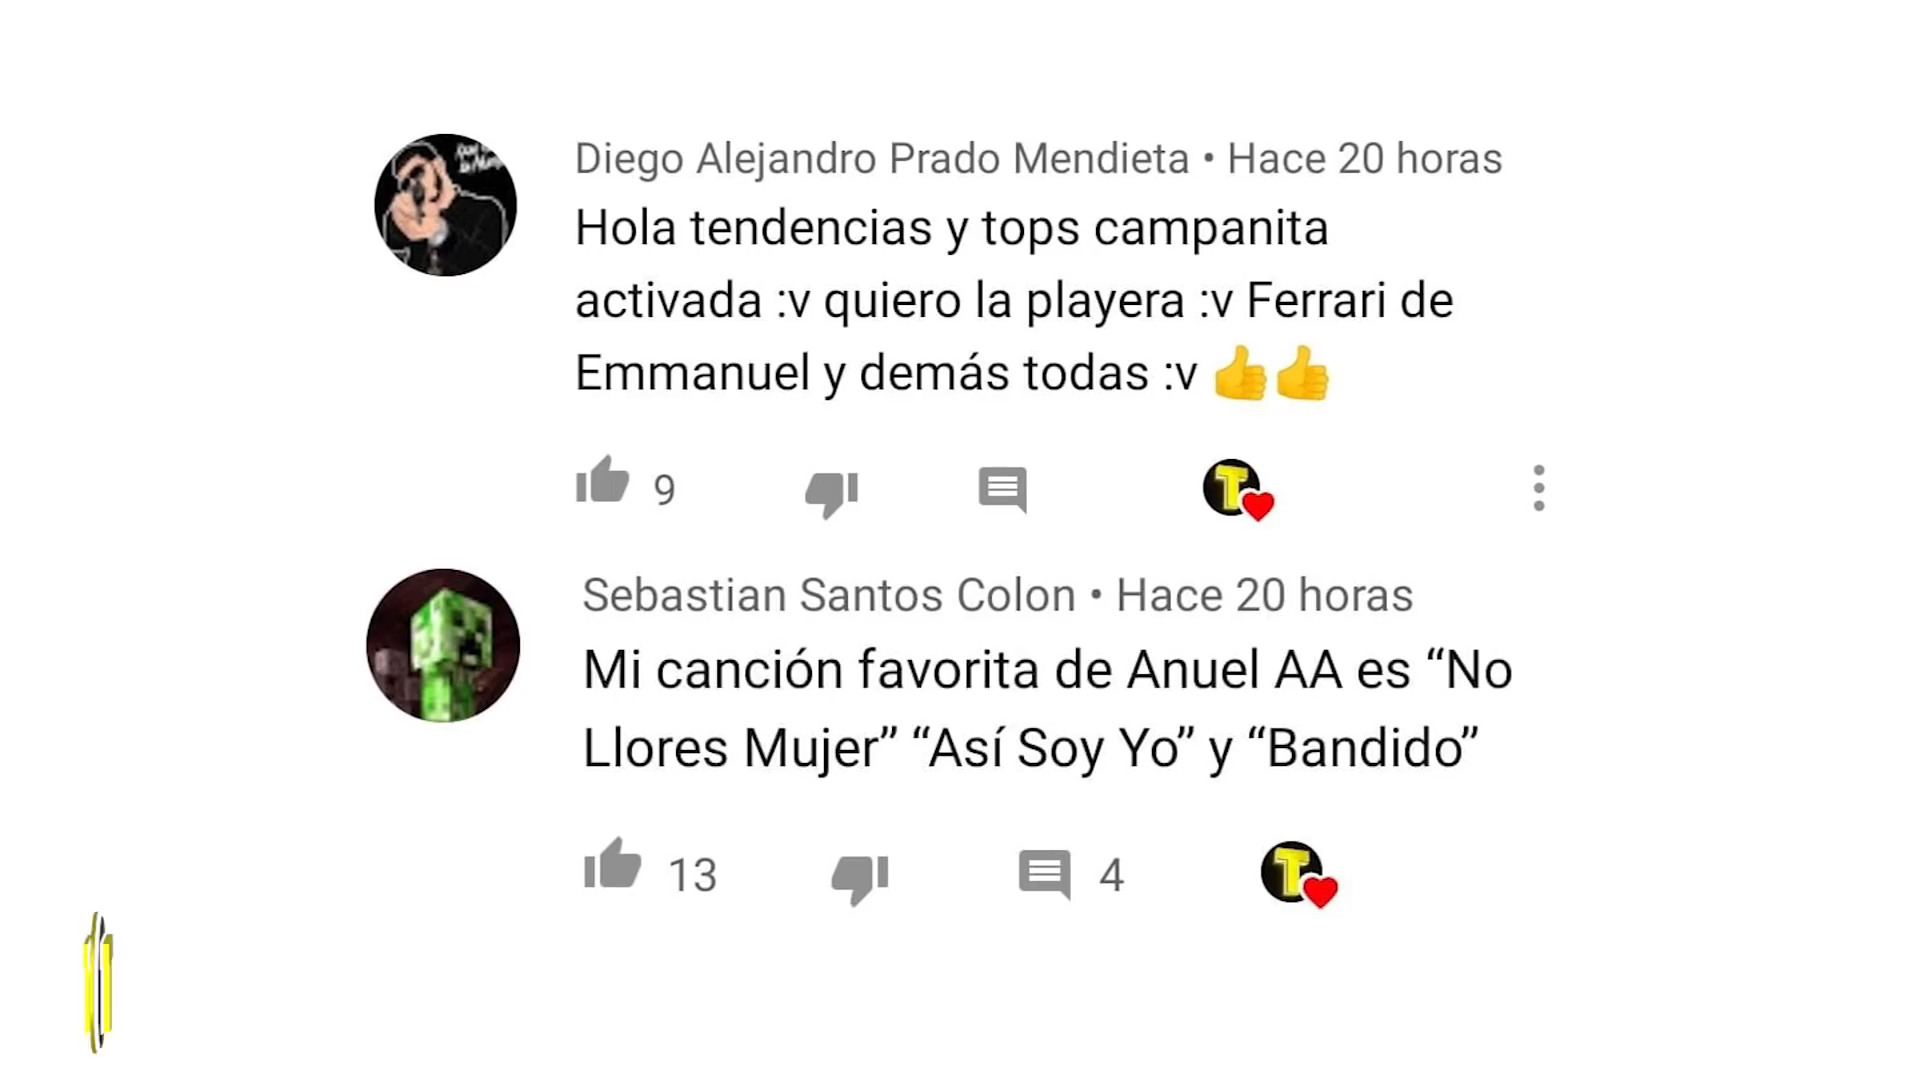 Diego Alejandro Prado Mendieta • Hace 20 horas
Hola tendencias y tops campanita
activada :v quiero la playera :v Ferrari de
Emmanuel y demás todas :v 👍👍
9
T
Sebastian Santos Colon • Hace 20 horas
Mi canción favorita de Anuel AA es “No
Llores Mujer” “Así Soy Yo” y “Bandido”
13
4
T